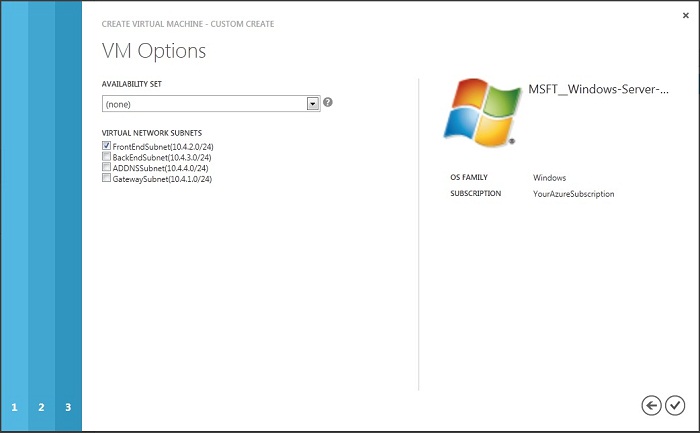 CREATE VIRTUAL MACHINE - CUSTOM CREATE
VM Options
AVAILABILITY SET
(none)
?
VIRTUAL NETWORK SUBNETS
FrontEndSubnet(10.4.2.0/24)
BackEndSubnet(10.4.3.0/24)
ADDNSSubnet(10.4.4.0/24)
GatewaySubnet(10.4.1.0/24)
MSFT__Windows-Server-...
OS FAMILY Windows
SUBSCRIPTION YourAzureSubscription
1 2 3